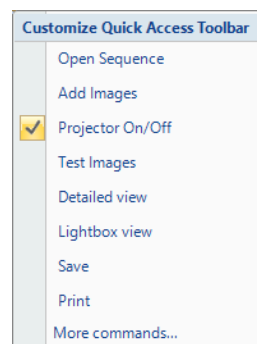 Customize Quick Access Toolbar
Open Sequence
Add Images
Projector On/Off
Test Images
Detailed view
Lightbox view
Save
Print
More commands...